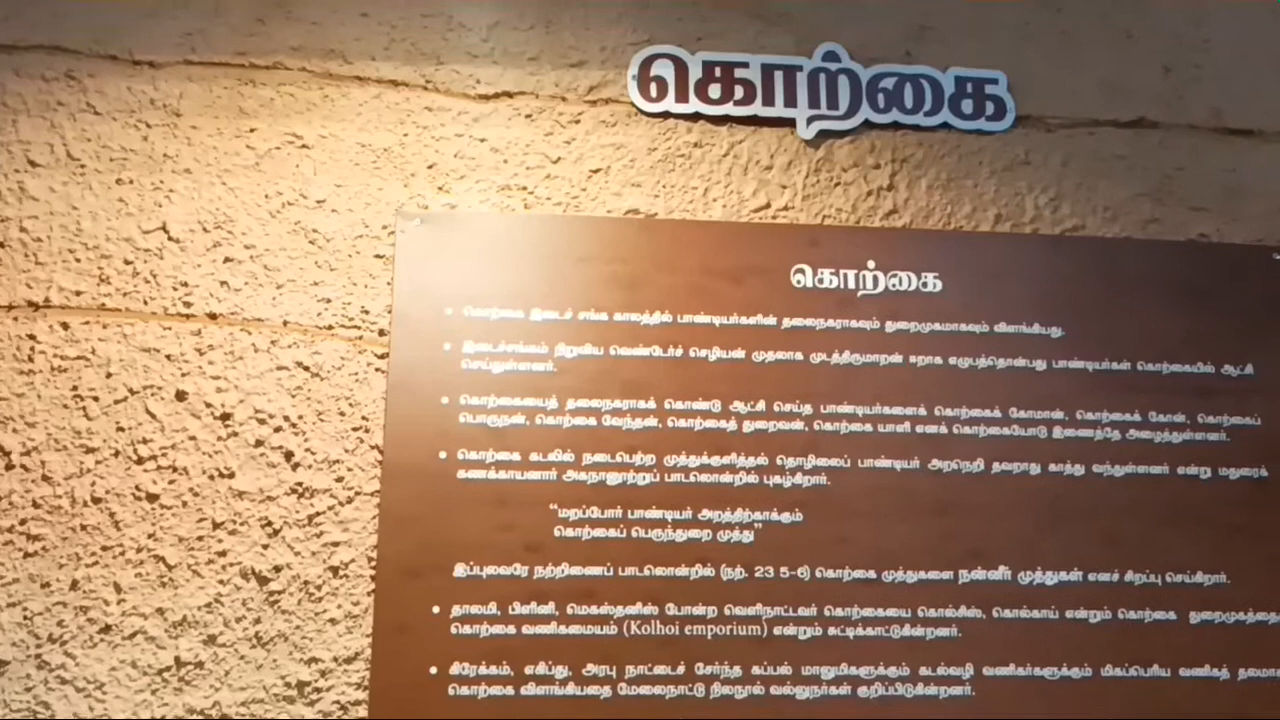 கொற்கை
கொற்கை
கொற்கை இடைச் சங்க காலத்தில் பாண்டியர்களின் தலைநகராகவும் துறைமுகமாகவும் விளங்கியது.
இடைச்சங்கம் நிறுவிய வெண்டேர்ச் செழியன் முதலாக முடத்திருமாறன் ஈறாக எழுபத்தொன்பது பாண்டியர்கள் கொற்கையில் ஆட்சி
செய்துள்ளனர்.
கொற்கையைத் தலைநகராகக் கொண்டு ஆட்சி செய்த பாண்டியர்களைக் கொற்கைக் கோமான், கொற்கைக் கோன், கொற்கைப்
பொருநன், கொற்கை வேந்தன், கொற்கைத் துறைவன், கொற்கை யாளி எனக் கொற்கையோடு இணைத்தே அழைத்துள்ளனர்.
கொற்கை கடலில் நடைபெற்ற முத்துக்குளித்தல் தொழிலைப் பாண்டியர் அறநெறி தவறாது காத்து வந்துள்ளனர் என்று மதுரைக்
கணக்காயனார் அகநானூற்றுப் பாடலொன்றில் புகழ்கிறார்.
“மறப்போர் பாண்டியர் அறத்திற்காக்கும்
கொற்கைப் பெருந்துறை முத்து”
இப்புலவரே நற்றிணைப் பாடலொன்றில் (நற். 23 5-6) கொற்கை முத்துகளை நன்னீர் முத்துகள் எனச் சிறப்பு செய்கிறார்.
தாலமி, பிளினி, மெகஸ்தனிஸ் போன்ற வெளிநாட்டவர் கொற்கையை கொல்சிஸ், கொல்காய் என்றும் கொற்கை துறைமுகத்தை
கொற்கை வணிகமையம் (Kolhoi emporium) என்றும் சுட்டிக்காட்டுகின்றனர்.
கிரேக்கம், எகிப்து, அரபு நாட்டைச் சேர்ந்த கப்பல் மாலுமிகளுக்கும் கடல்வழி வணிகர்களுக்கும் மிகப்பெரிய வணிகத்
கொற்கை விளங்கியதை மேலைநாட்டு நிலநூல் வல்லுநர்கள் குறிப்பிடுகின்றனர்.